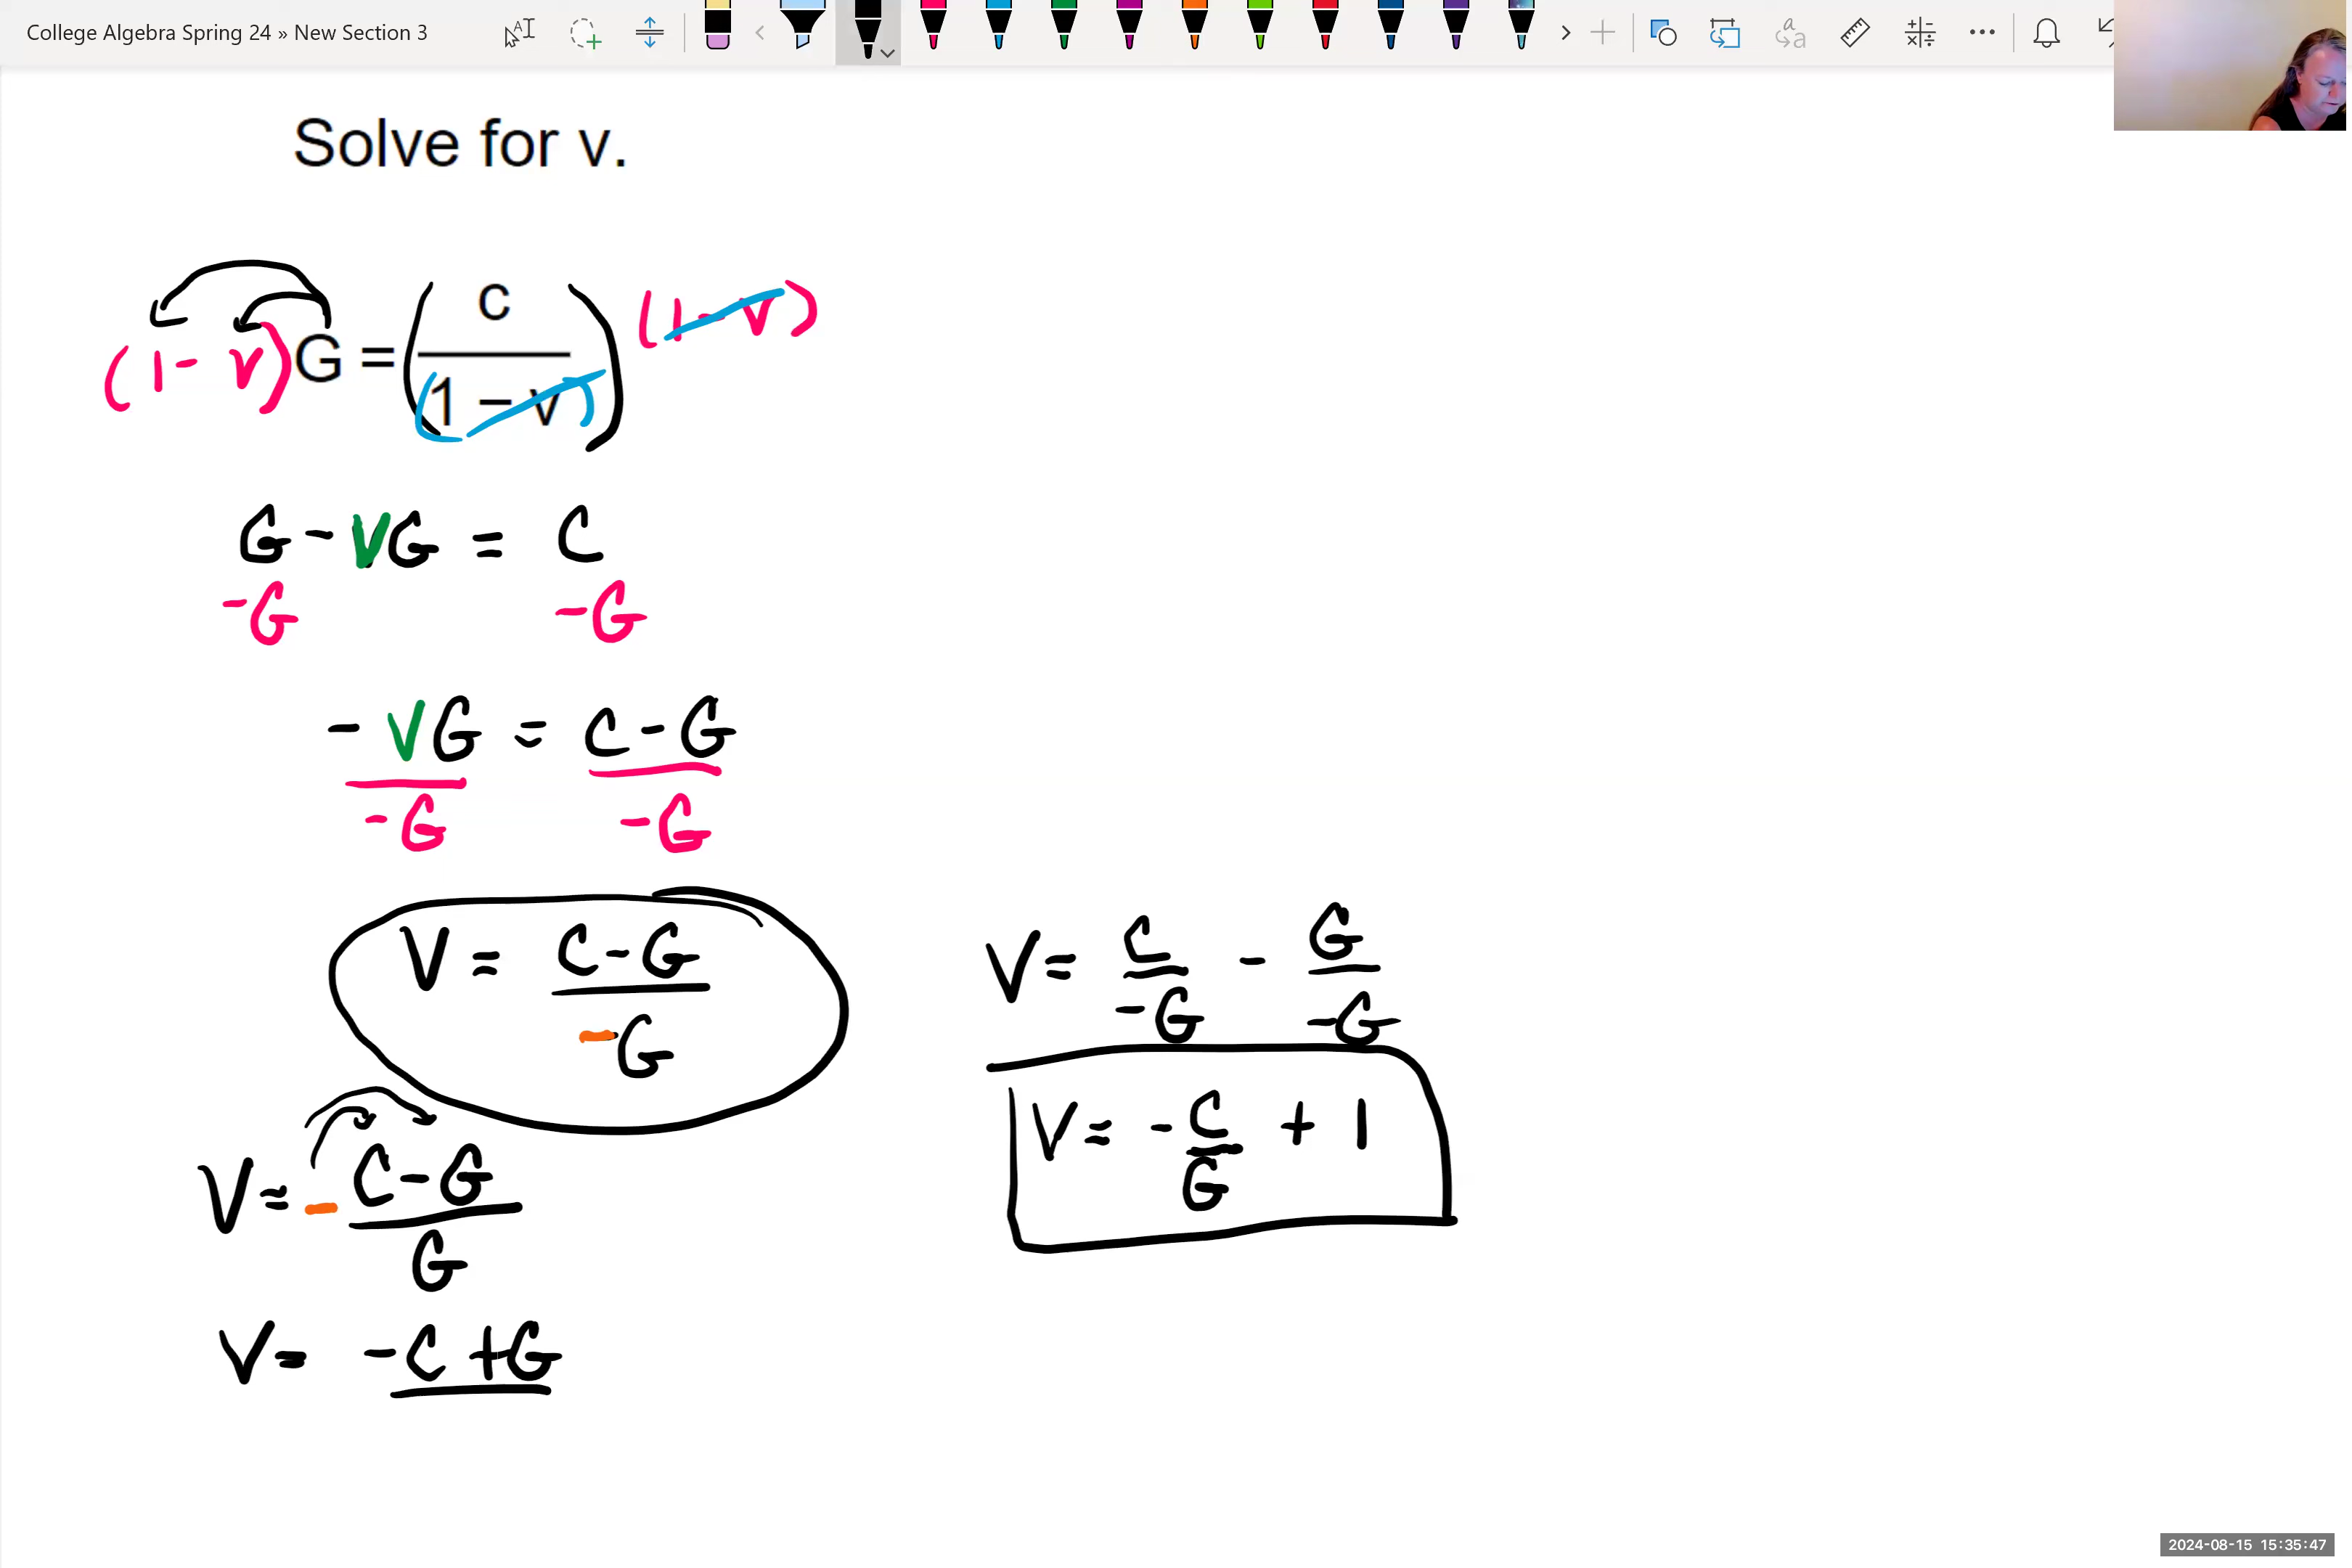 College Algebra Spring 24 » New Section 3
Solve for v.
(1 - v)G = (c / (1 - v)) (1 - v)
G - VG = C
-G -G
- VG = C - G
-G -G
V = C - G
-G
V = C/-G - G/-G
V = - C/G + 1
V = - C - G
G
V = -C + G
2024-08-15 15:35:47